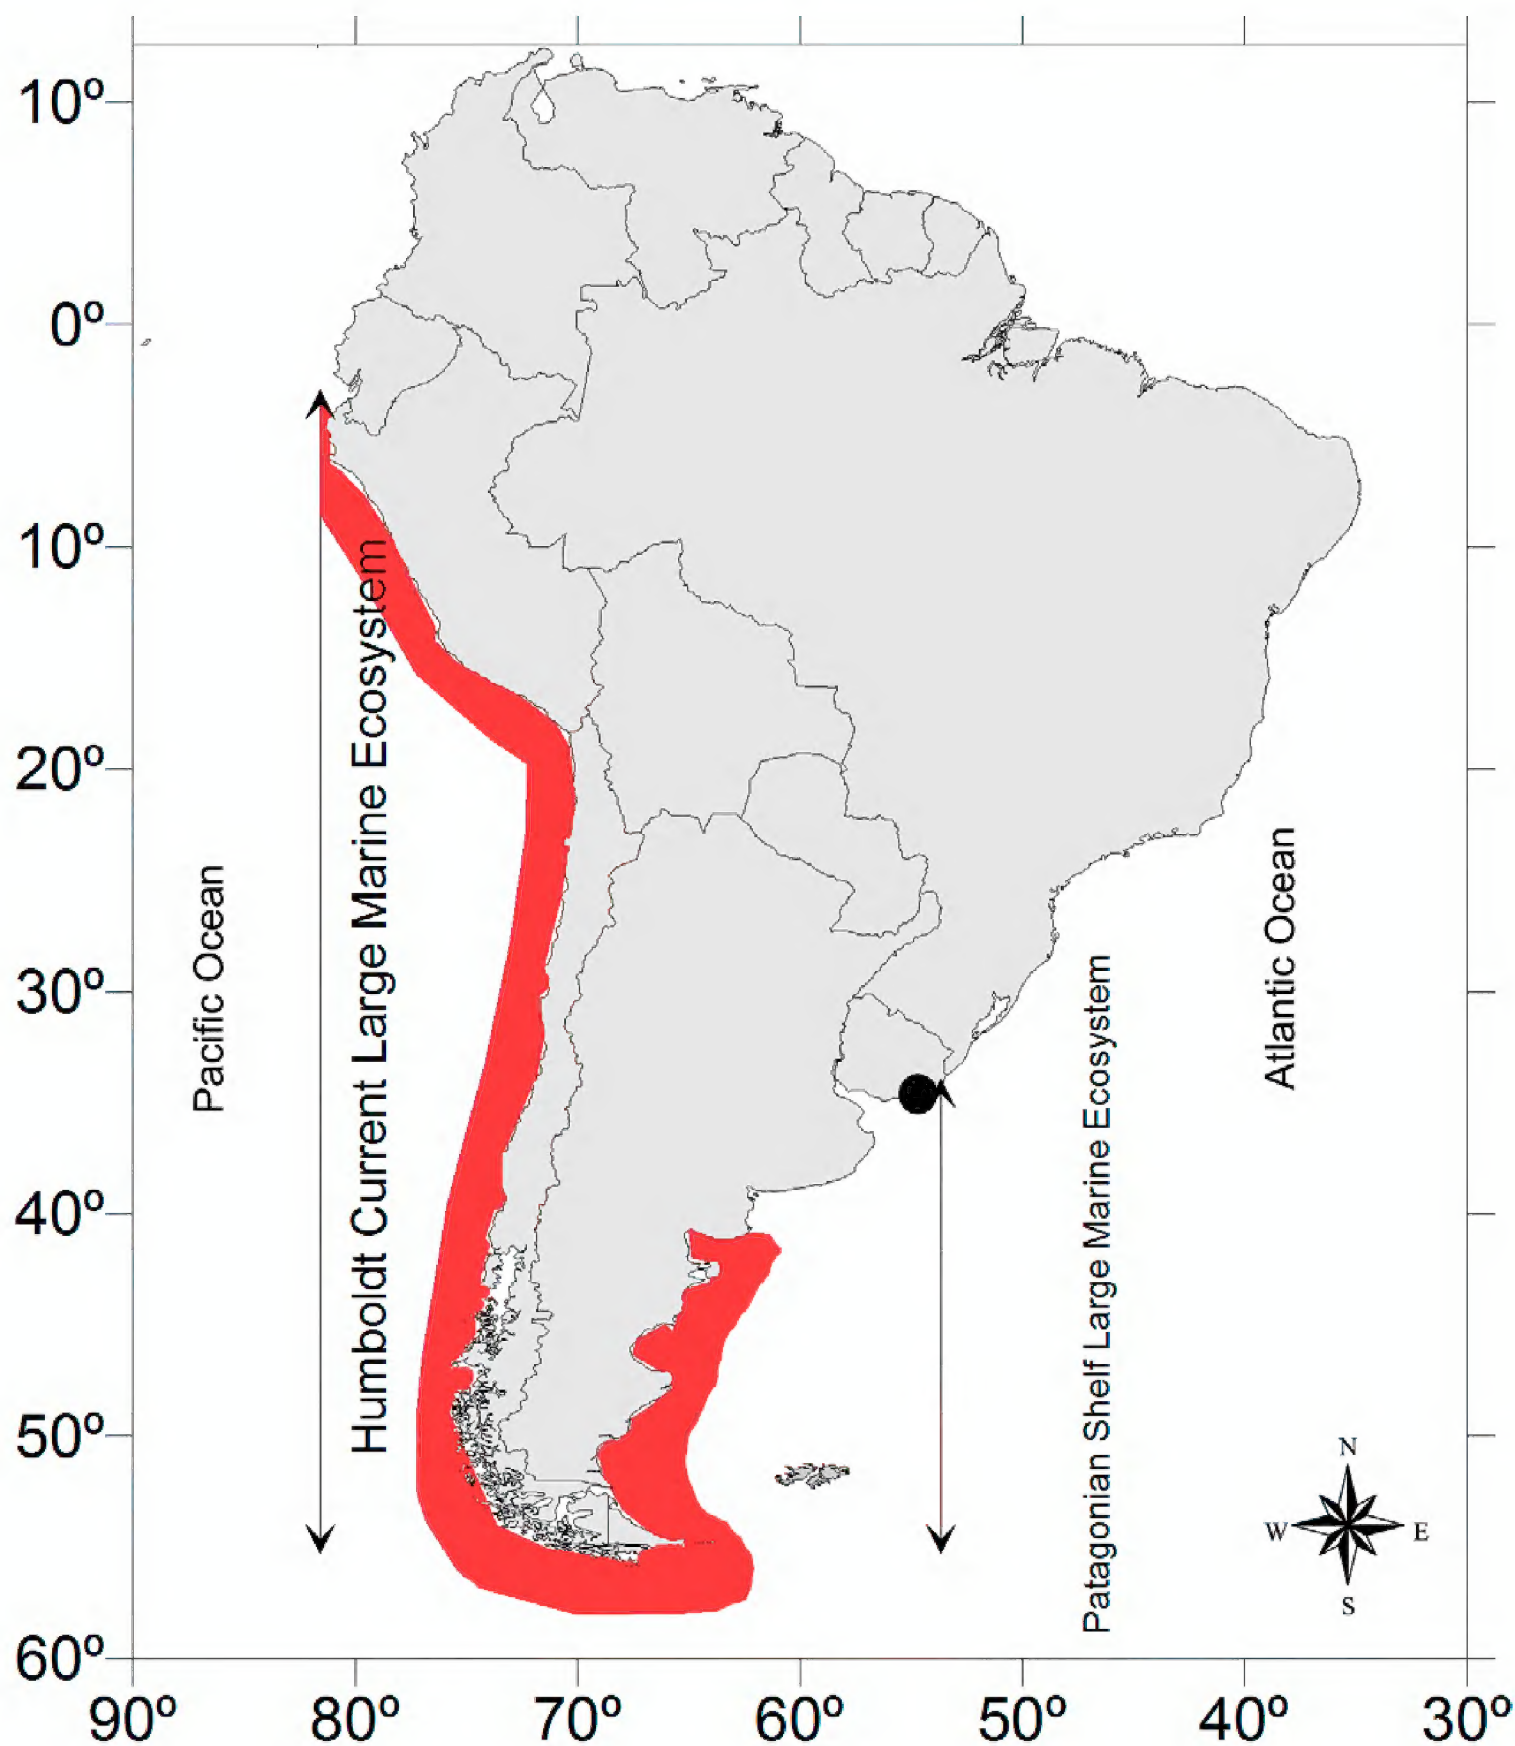 10º
0º
10º
20º
30º
40º
50º
60º
90º
80º
70º
60º
50º
40º
30º
Pacific Ocean
Humboldt Current Large Marine Ecosystem
Patagonian Shelf Large Marine Ecosystem
Atlantic Ocean
N
W
E
S